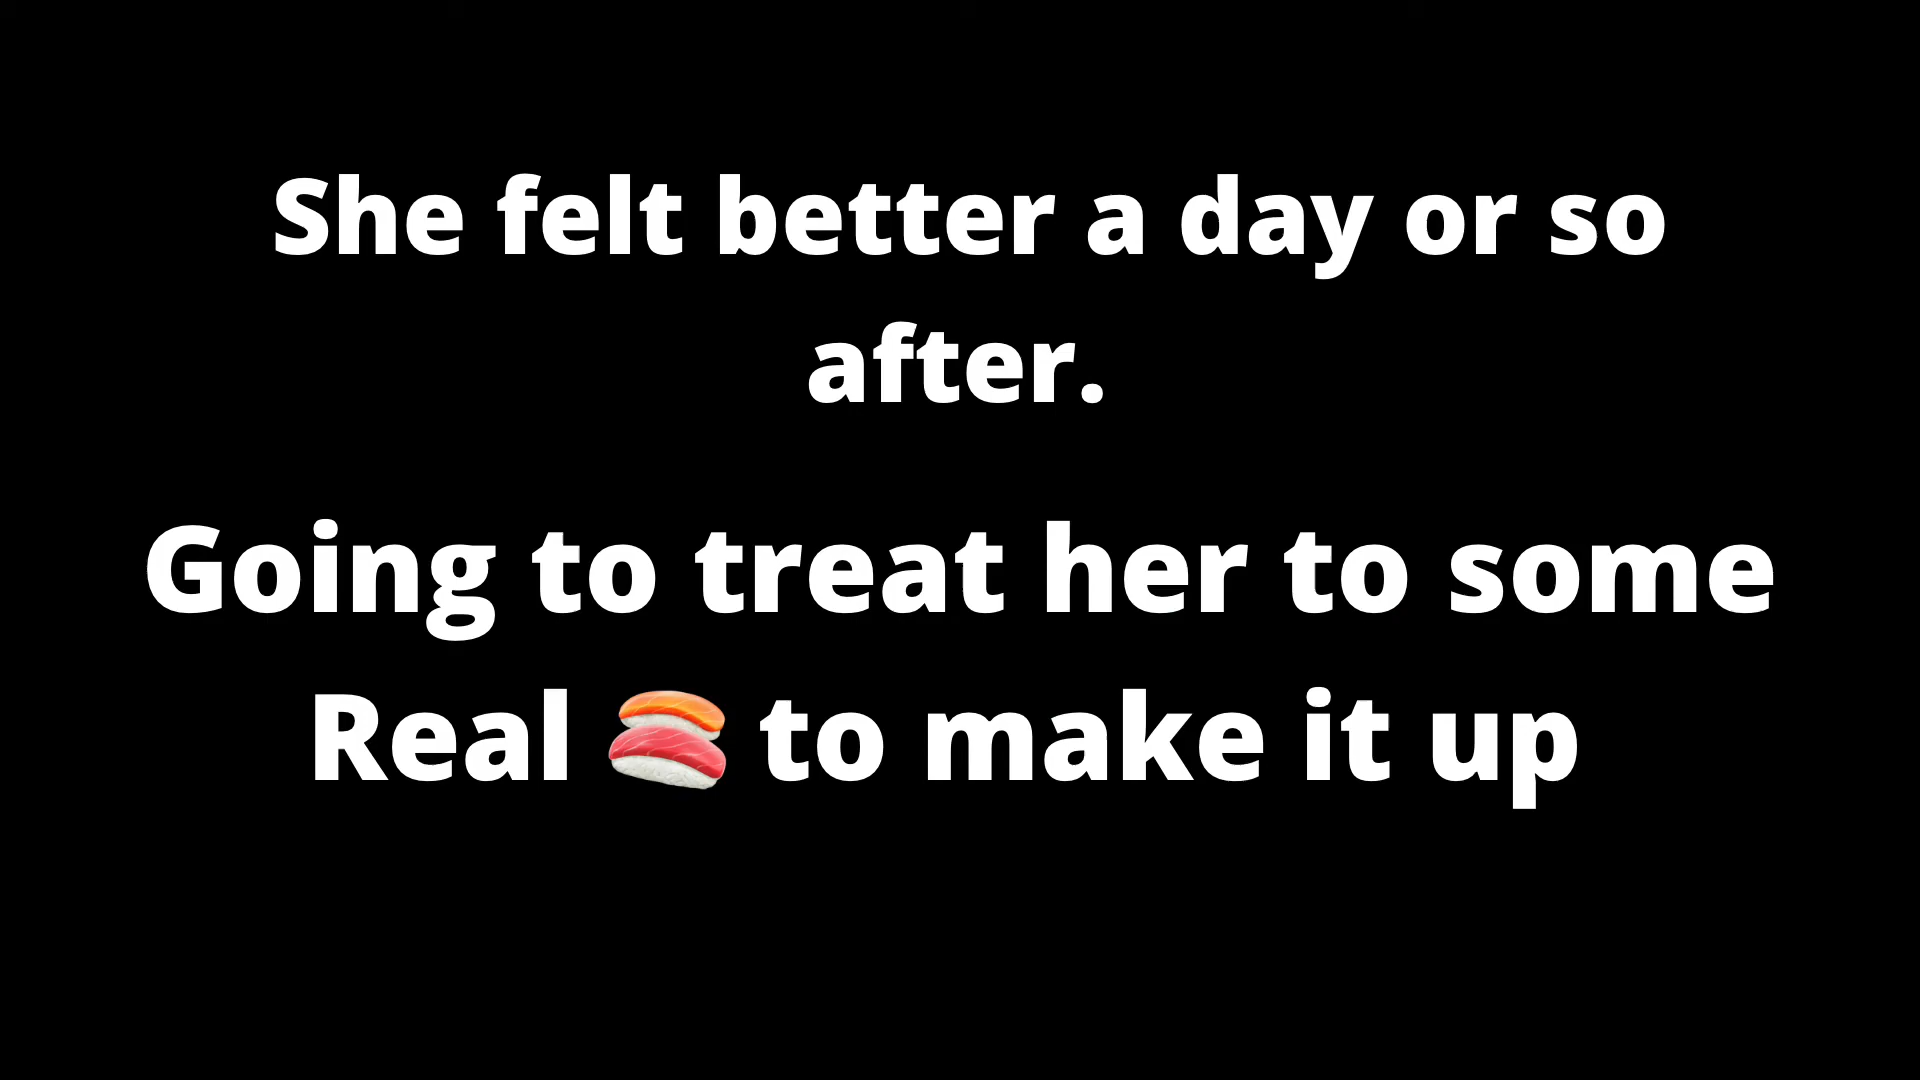 She felt better a day or so
after.
Going to treat her to some
Real 🍣 to make it up